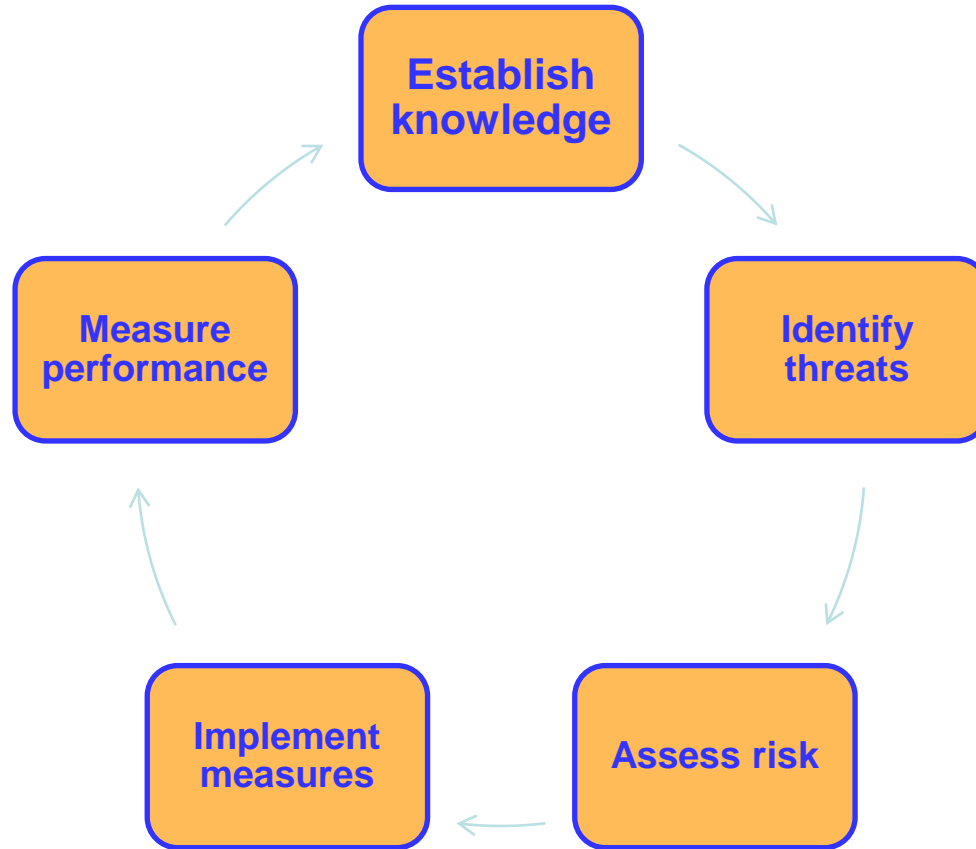 Establish
knowledge
Identify
threats
Assess risk
Implement
measures
Measure
performance